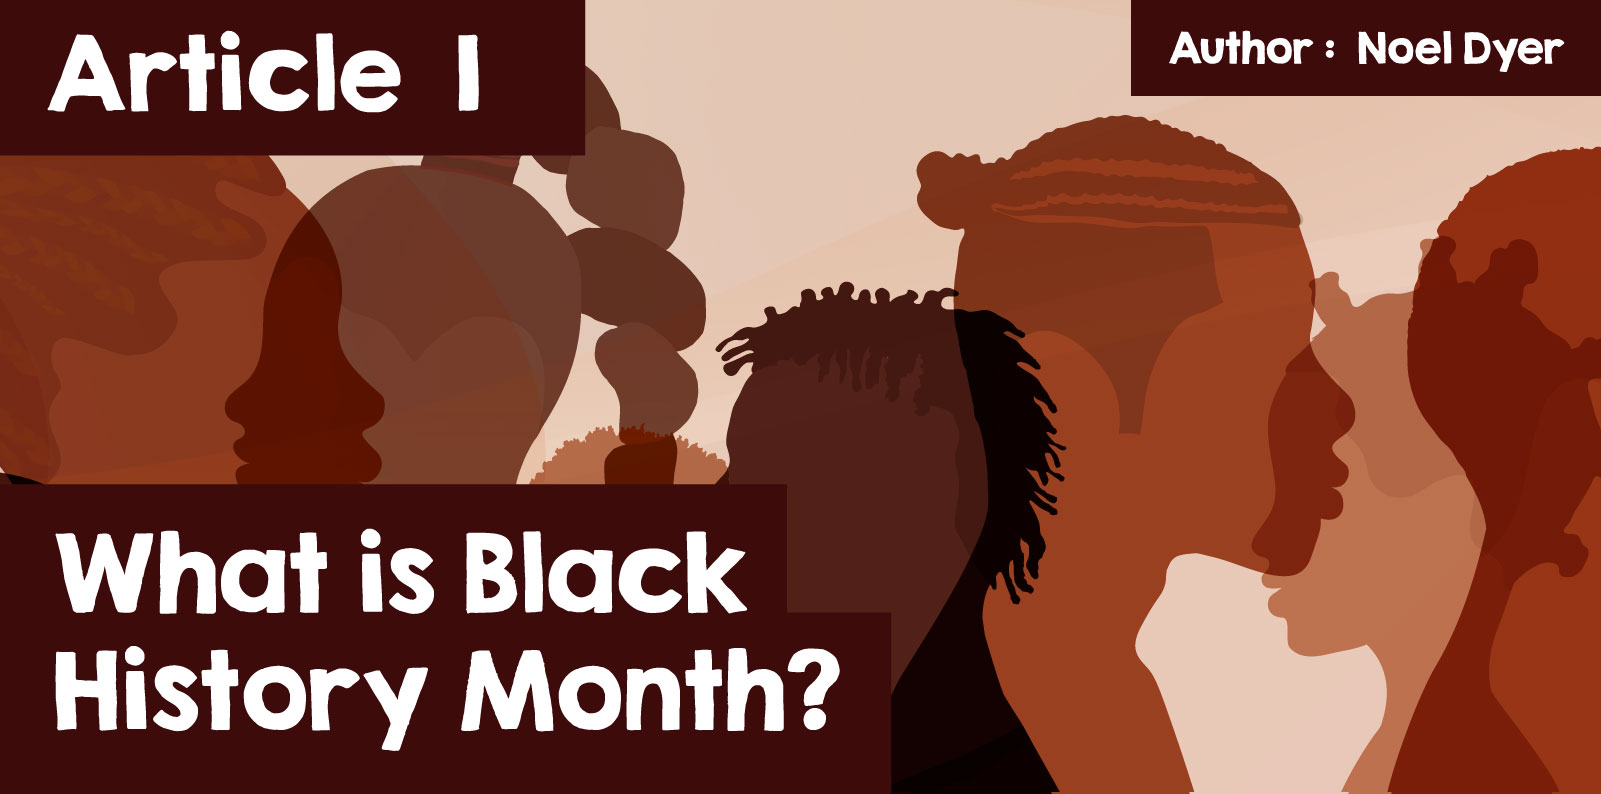 Article 1
Author : Noel Dyer
What is Black
History Month?